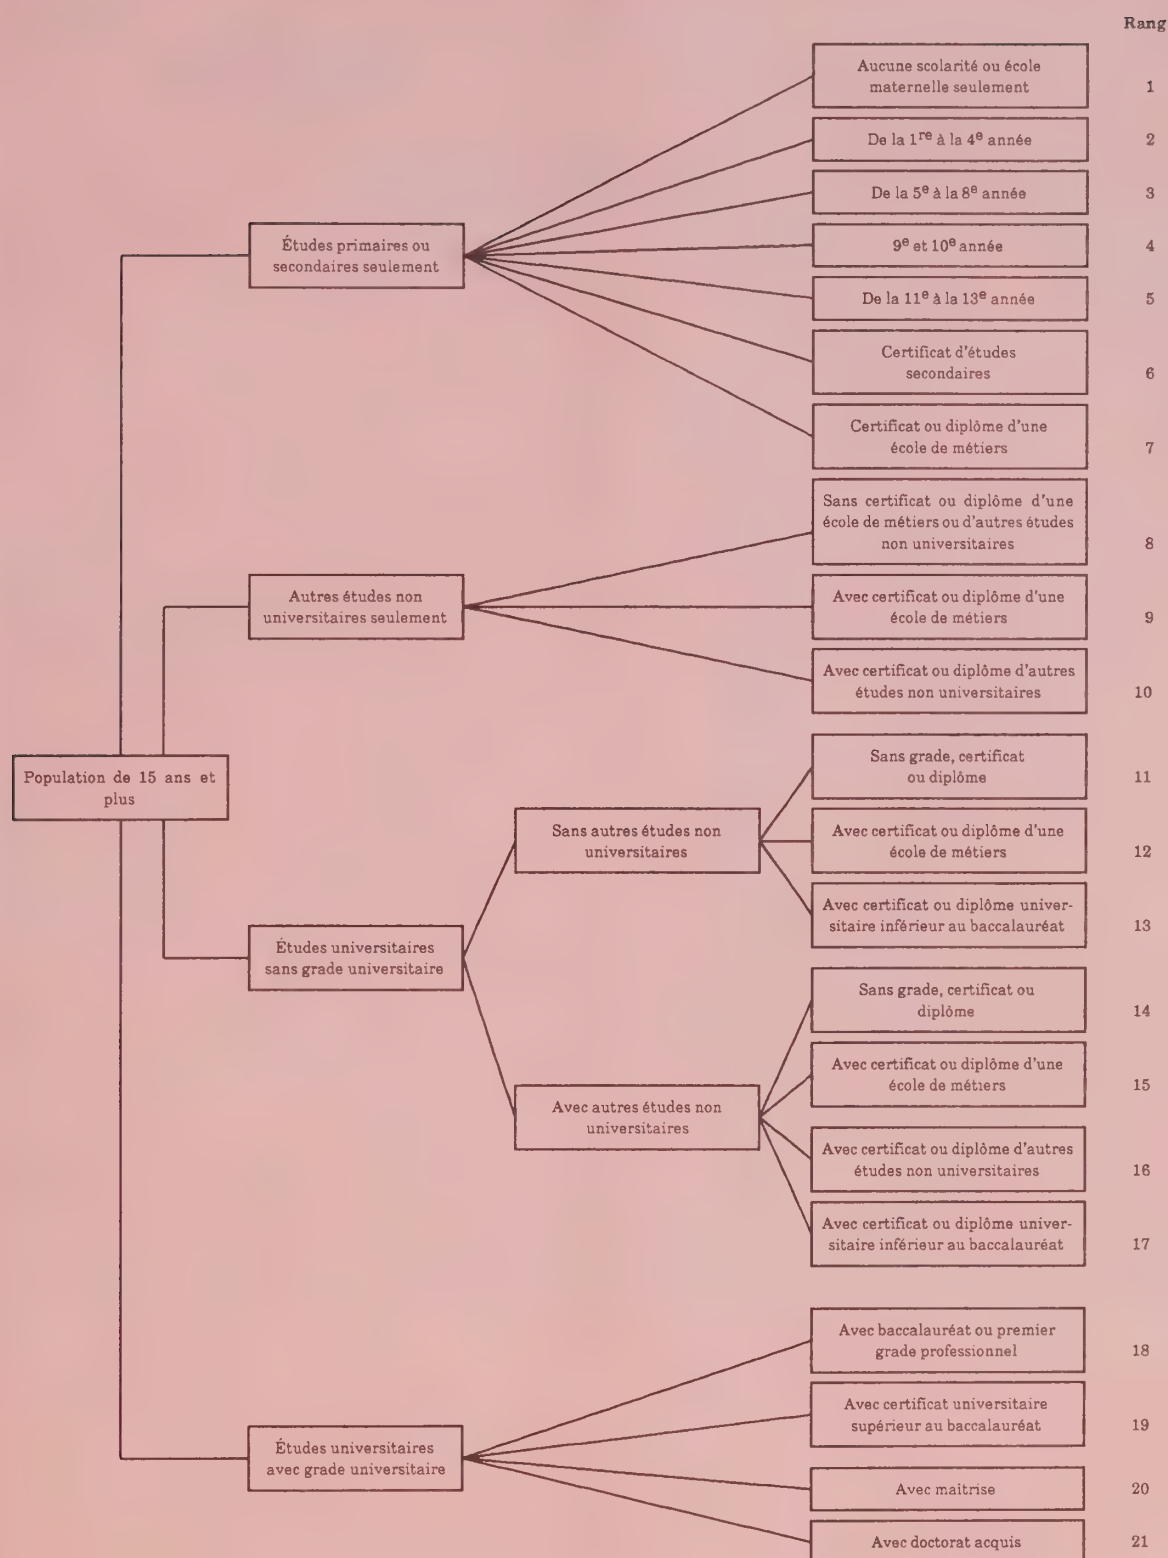 Rang
Aucune scolarité ou école
maternelle seulement
1
De la 1re à la 4e année
2
De la 5e à la 8e année
3
Études primaires ou
secondaires seulement
9e et 10e année
4
De la 11e à la 13e année
5
Certificat d'études
secondaires
6
Certificat ou diplôme d'une
école de métiers
7
Sans certificat ou diplôme d'une
école de métiers ou d'autres études
non universitaires
8
Autres études non
universitaires seulement
Avec certificat ou diplôme d'une
école de métiers
9
Avec certificat ou diplôme d'autres
études non universitaires
10
Population de 15 ans et
plus
Sans grade, certificat
ou diplôme
11
Sans autres études non
universitaires
Avec certificat ou diplôme d'une
école de métiers
12
Avec certificat ou diplôme univer-
sitaire inférieur au baccalauréat
13
Études universitaires
sans grade universitaire
Sans grade, certificat ou
diplôme
14
Avec certificat ou diplôme d'une
école de métiers
15
Avec autres études non
universitaires
Avec certificat ou diplôme d'autres
études non universitaires
16
Avec certificat ou diplôme univer-
sitaire inférieur au baccalauréat
17
Avec baccalauréat ou premier
grade professionnel
18
Avec certificat universitaire
supérieur au baccalauréat
19
Études universitaires
avec grade universitaire
Avec maîtrise
20
Avec doctorat acquis
21